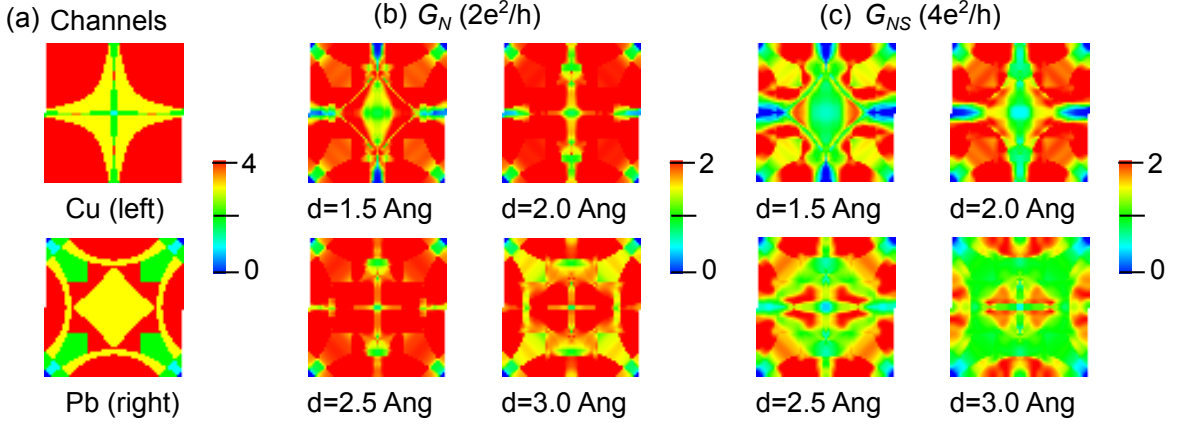 (a) Channels
(b) G_N (2e²/h)
(c) G_NS (4e²/h)
4
0
Cu (left)
2
0
d=1.5 Ang
d=2.0 Ang
2
0
d=1.5 Ang
d=2.0 Ang
Pb (right)
d=2.5 Ang
d=3.0 Ang
d=2.5 Ang
d=3.0 Ang